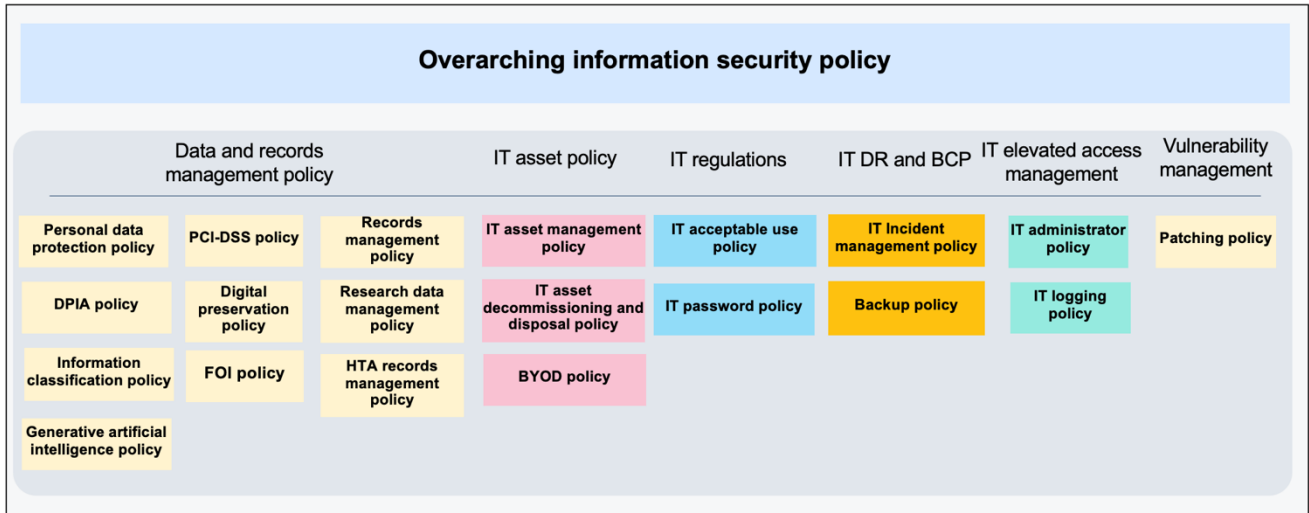 Overarching information security policy
Data and records
management policy
IT asset policy
IT regulations
IT DR and BCP
IT elevated access
management
Vulnerability
management
Personal data
protection policy
PCI-DSS policy
Records
management
policy
IT asset management
policy
IT acceptable use
policy
IT Incident
management policy
IT administrator
policy
Patching policy
DPIA policy
Digital
preservation
policy
Research data
management
policy
IT asset
decommissioning and
disposal policy
IT password policy
Backup policy
IT logging
policy
Information
classification policy
FOI policy
HTA records
management
policy
BYOD policy
Generative artificial
intelligence policy